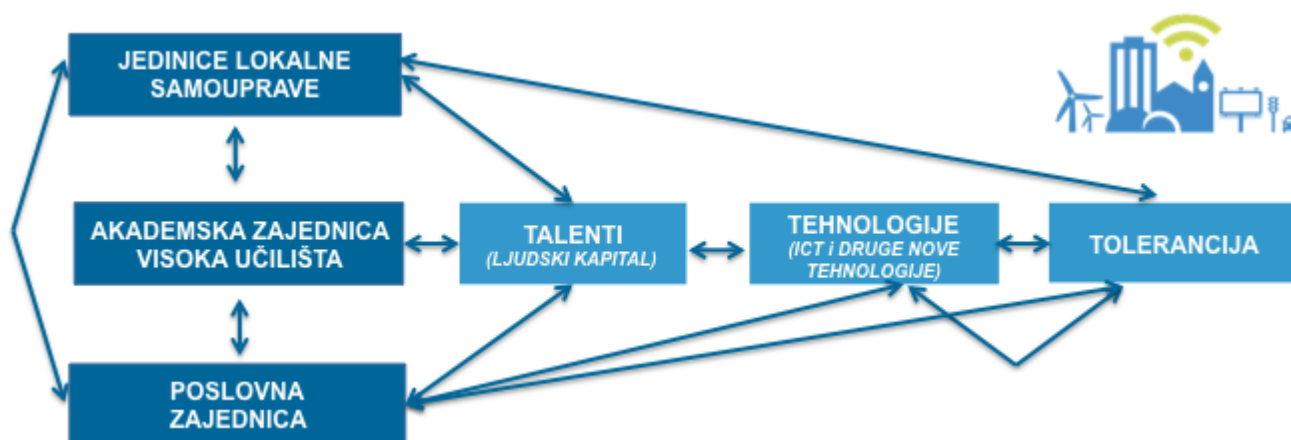 JEDINICE LOKALNE
SAMOUPRAVE
AKADEMSKA ZAJEDNICA
VISOKA UČILIŠTA
TALENTI
(LJUDSKI KAPITAL)
TEHNOLOGIJE
(ICT i DRUGE NOVE
TEHNOLOGIJE)
TOLERANCIJA
POSLOVNA
ZAJEDNICA